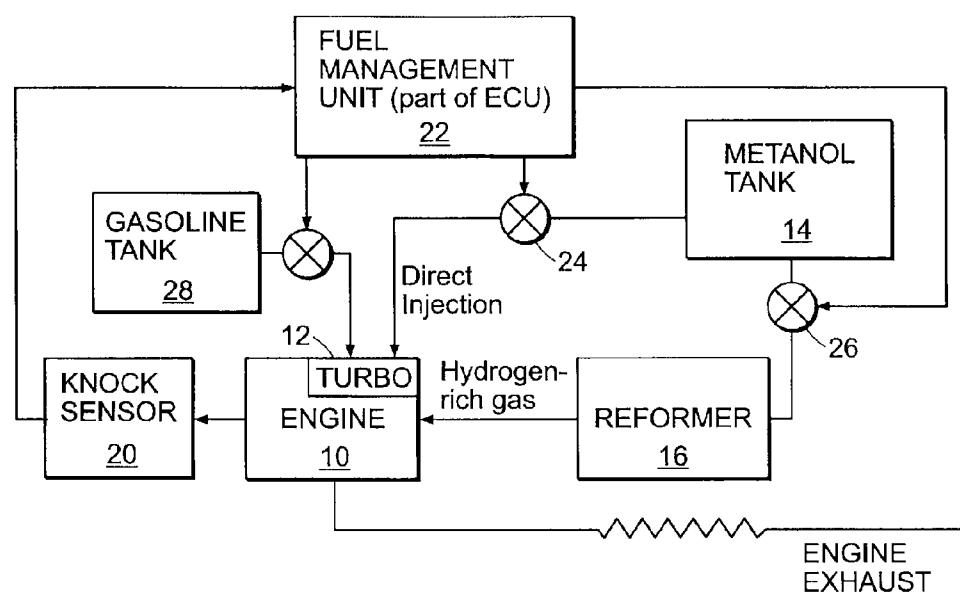 FUEL
MANAGEMENT
UNIT (part of ECU)
22
METANOL
TANK
14
GASOLINE
TANK
28
24
Direct
Injection
26
12
TURBO
Hydrogen-
rich gas
KNOCK
SENSOR
20
ENGINE
10
REFORMER
16
ENGINE
EXHAUST